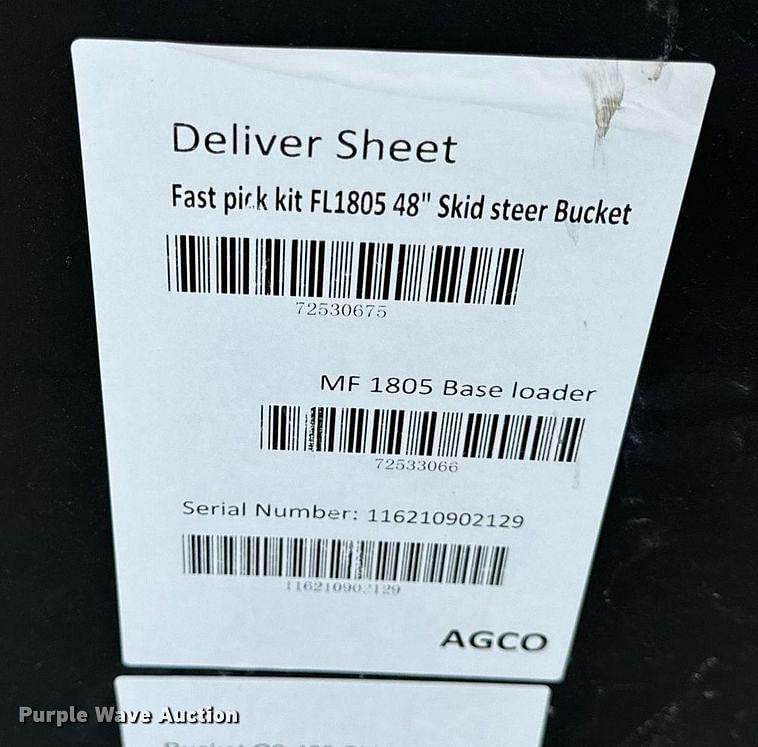 Deliver Sheet
Fast pick kit FL1805 48" Skid steer Bucket
72530675
MF 1805 Base loader
72533066
Serial Number: 116210902129
116210902129
AGCO
Purple Wave Auction